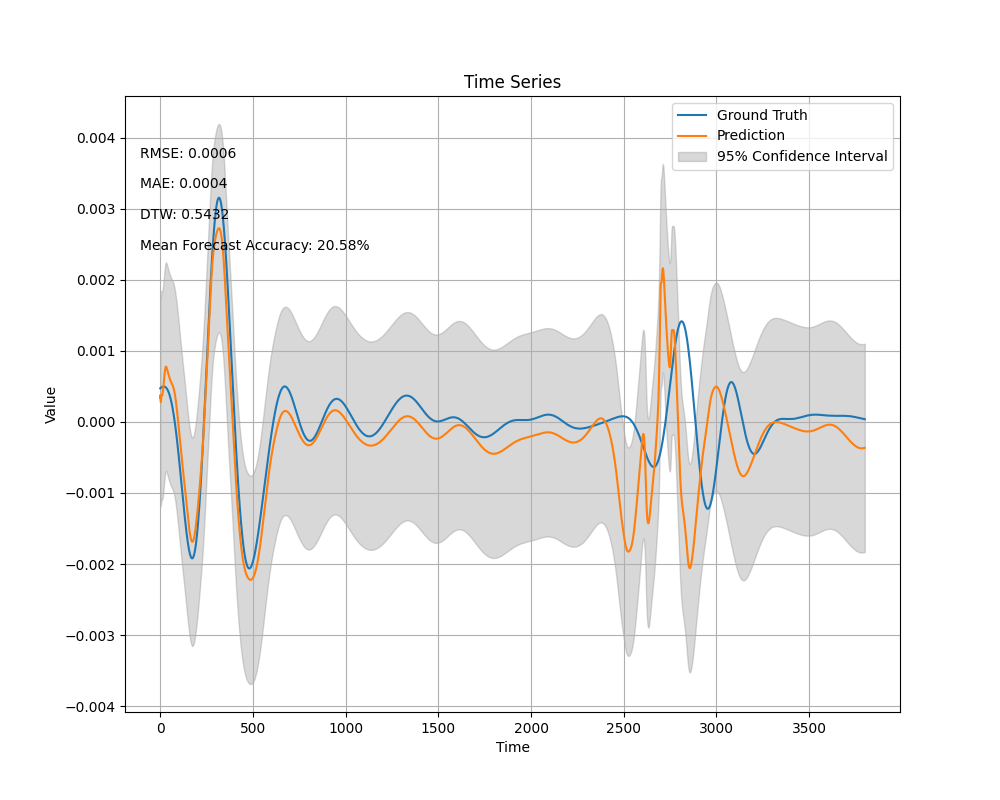 Time Series
Ground Truth
Prediction
95% Confidence Interval
RMSE: 0.0006
MAE: 0.0004
DTW: 0.5432
Mean Forecast Accuracy: 20.58%
0.004
0.003
0.002
0.001
0.000
−0.001
−0.002
−0.003
−0.004
Value
0 500 1000 1500 2000 2500 3000 3500
Time